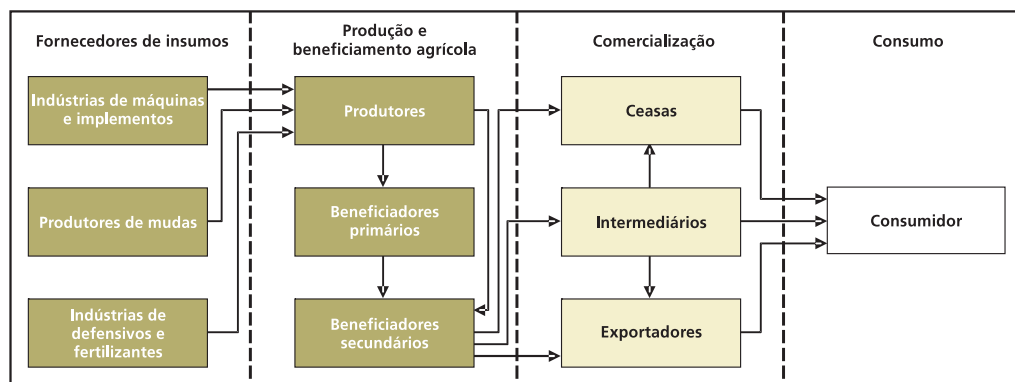 Fornecedores de insumos
Produção e
beneficiamento agrícola
Comercialização
Consumo
Indústrias de máquinas
e implementos
Produtores
Ceasas
Produtores de mudas
Beneficiadores
primários
Intermediários
Consumidor
Indústrias de
defensivos e
fertilizantes
Beneficiadores
secundários
Exportadores